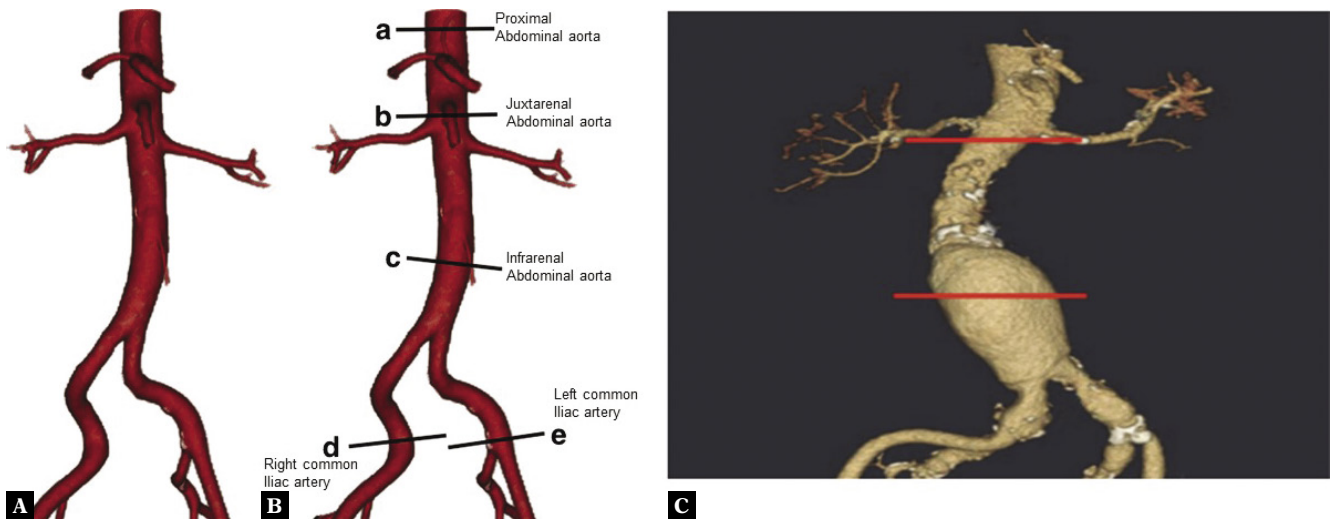 a
Proximal
Abdominal aorta
b
Juxtarenal
Abdominal aorta
c
Infrarenal
Abdominal aorta
Left common
Iliac artery
d
e
Right common
Iliac artery
A
B
C